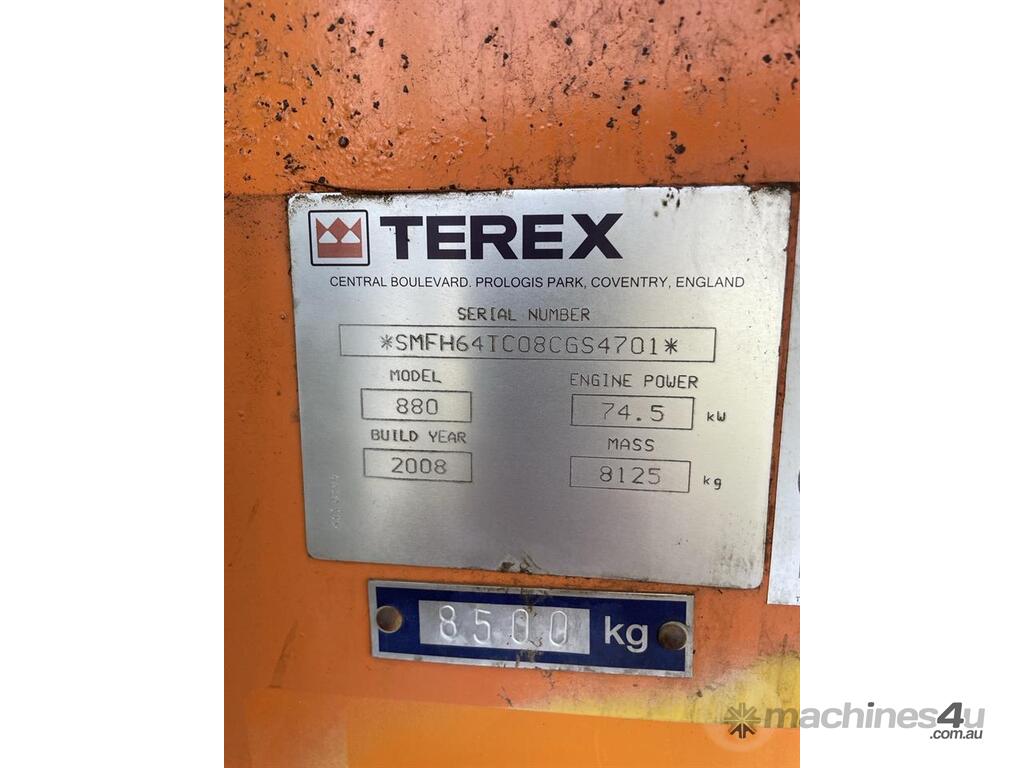 TEREX
CENTRAL BOULEVARD. PROLOGIS PARK, COVENTRY, ENGLAND
SERIAL NUMBER
*SMFH64TC08CGS4701*
MODEL
ENGINE POWER
880
74.5 kW
BUILD YEAR
MASS
2008
8125 kg
8500 kg
machines4u
.com.au